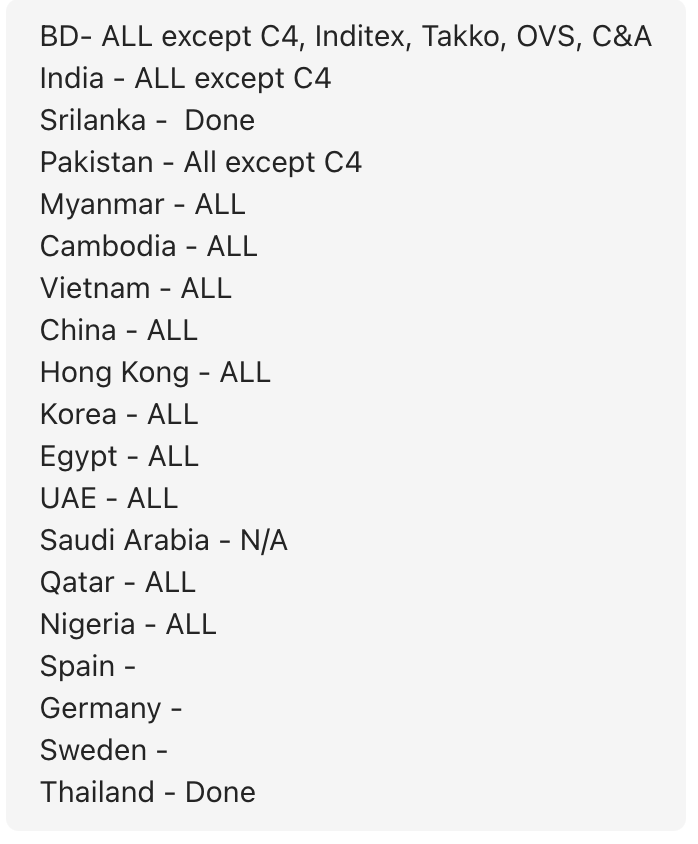 BD- ALL except C4, Inditex, Takko, OVS, C&A
India - ALL except C4
Srilanka -  Done
Pakistan - All except C4
Myanmar - ALL
Cambodia - ALL
Vietnam - ALL
China - ALL
Hong Kong - ALL
Korea - ALL
Egypt - ALL
UAE - ALL
Saudi Arabia - N/A
Qatar - ALL
Nigeria - ALL
Spain -
Germany -
Sweden -
Thailand - Done